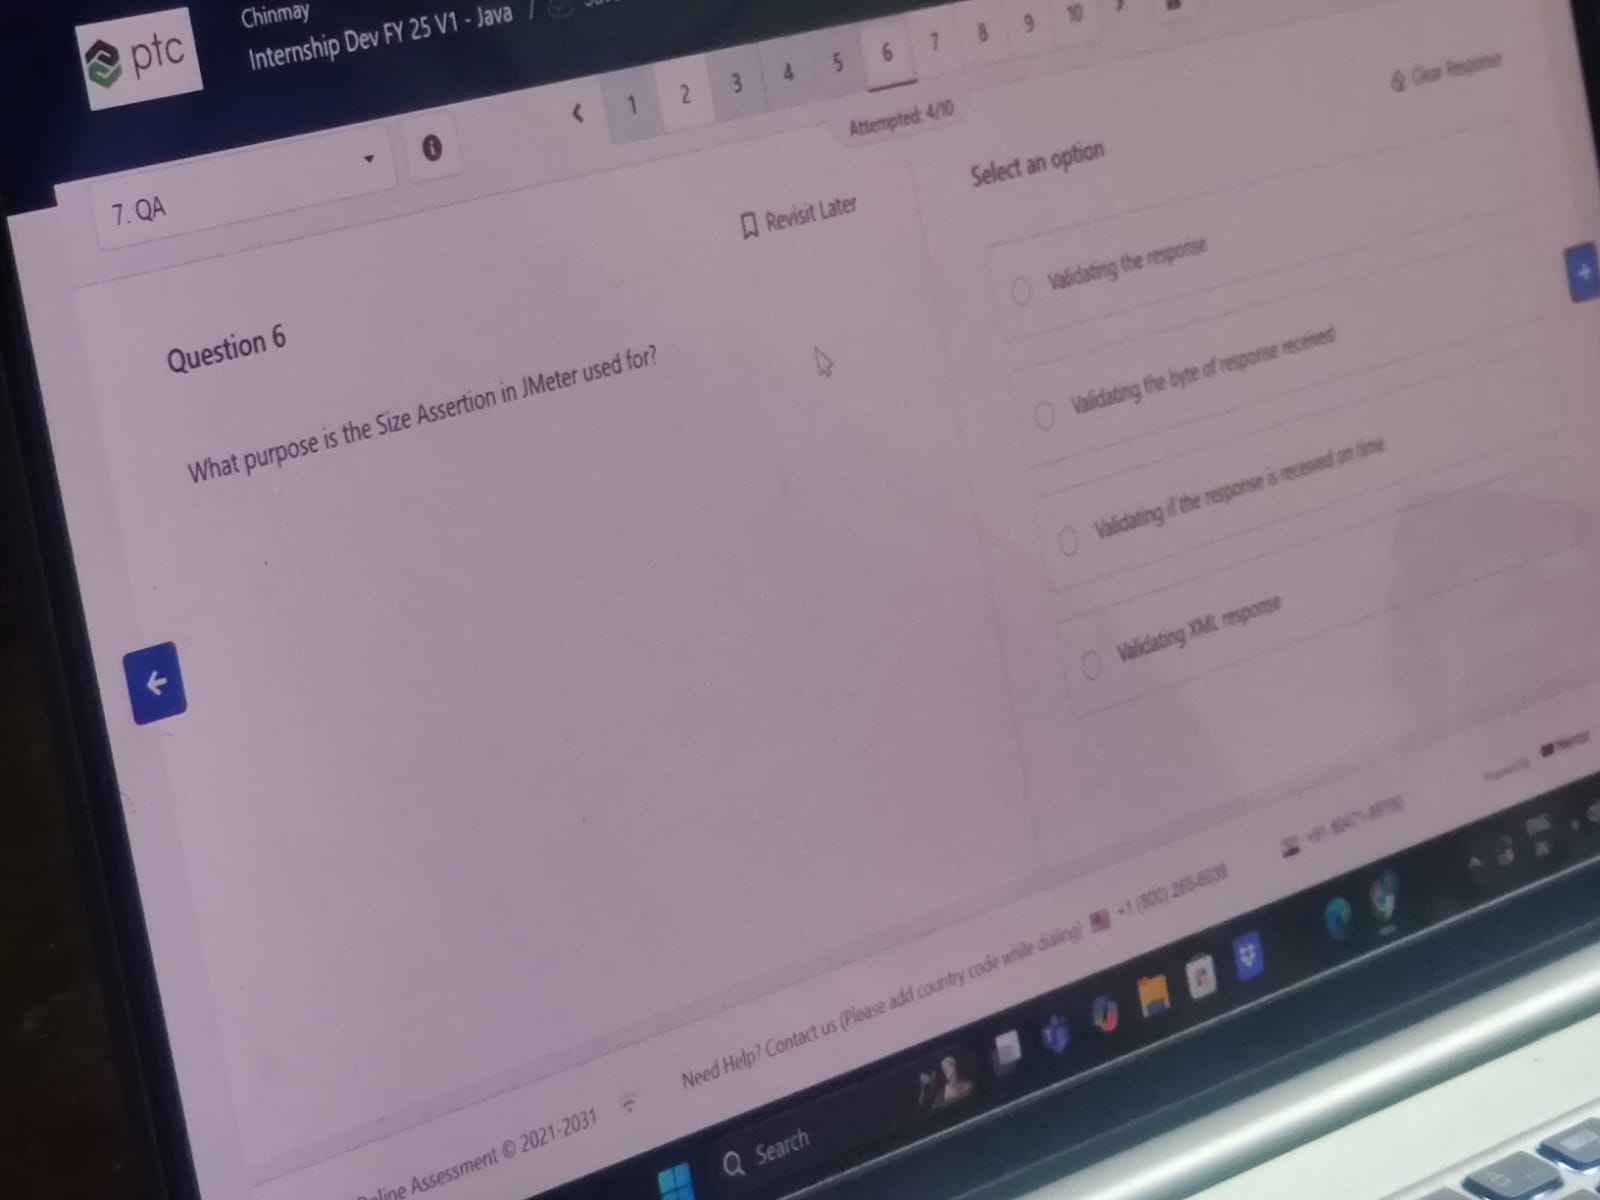 ptc
Chinmay
Internship Dev FY 25 V1 - Java /
1 2 3 4 5 6 7 8 9 10
Attempted: 4/10
7. QA
Revisit Later
Clear Response
Question 6
What purpose is the Size Assertion in JMeter used for?
Select an option
Validating the response
Validating the byte of response received
Validating if the response is received on time
Validating XML response
Assessment © 2021-2031
Need Help? Contact us (Please add country code while dialing)
+1 (800) 265-6038
Search